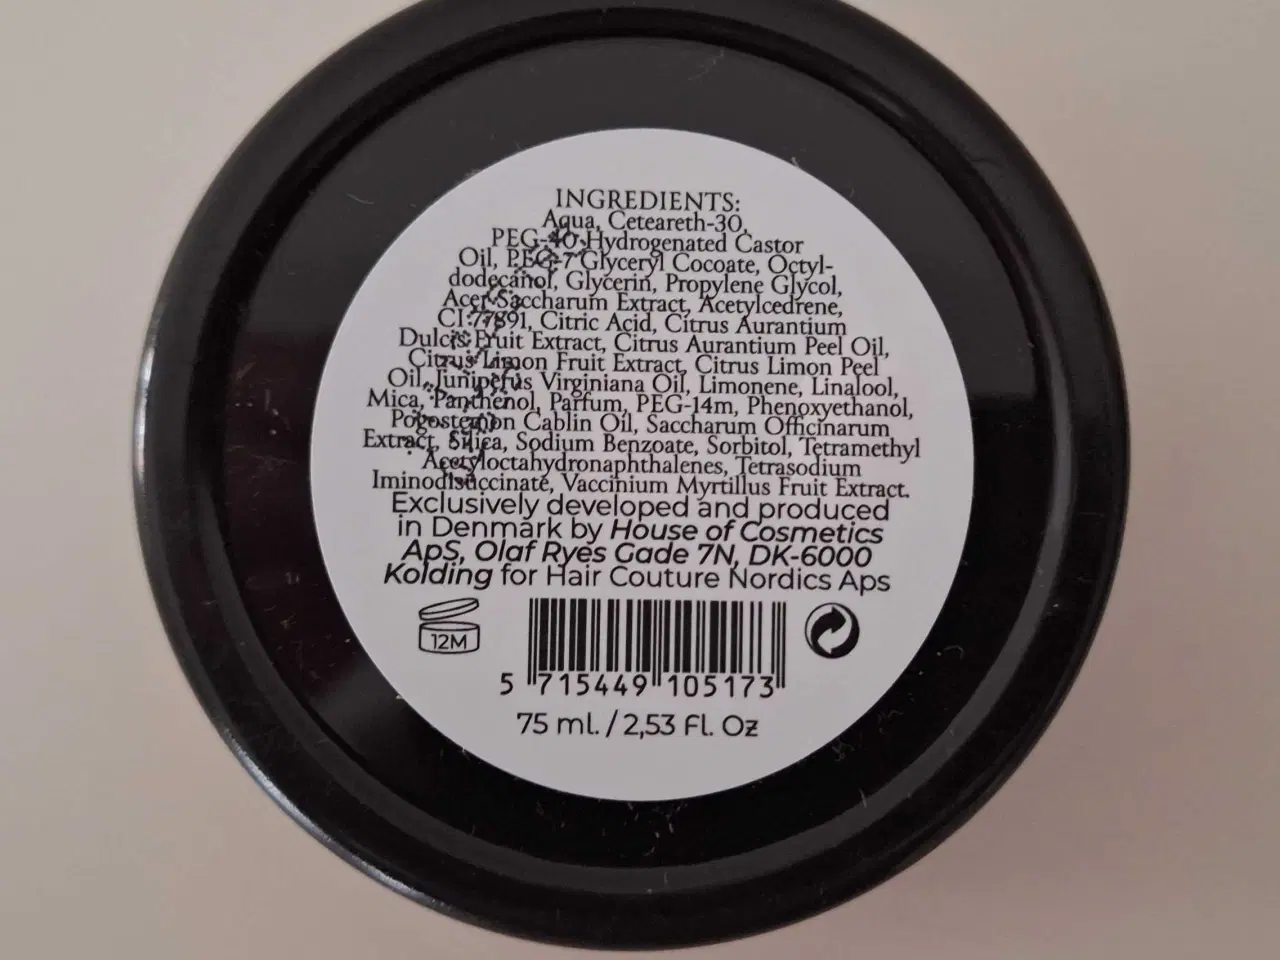 INGREDIENTS:
Aqua, Ceteareth-30,
PEG-40 Hydrogenated Castor
Oil, PEG-7 Glyceryl Cocoate, Octyl-
dodecanol, Glycerin, Propylene Glycol,
Acer Saccharum Extract, Acetylcedrene,
CI 77891, Citric Acid, Citrus Aurantium
Dulcis Fruit Extract, Citrus Aurantium Peel Oil,
Citrus Limon Fruit Extract, Citrus Limon Peel
Oil, Juniperus Virginiana Oil, Limonene, Linalool,
Mica, Panthenol, Parfum, PEG-14m, Phenoxyethanol,
Pogostemon Cablin Oil, Saccharum Officinarum
Extract, Silica, Sodium Benzoate, Sorbitol, Tetramethyl
Acetyloctahydronaphthalenes, Tetrasodium
Iminodisuccinate, Vaccinium Myrtillus Fruit Extract.
Exclusively developed and produced
in Denmark by House of Cosmetics
ApS, Olaf Ryes Gade 7N, DK-6000
Kolding for Hair Couture Nordics Aps
12M
5 715449 105173
75 ml. / 2,53 Fl. Oz